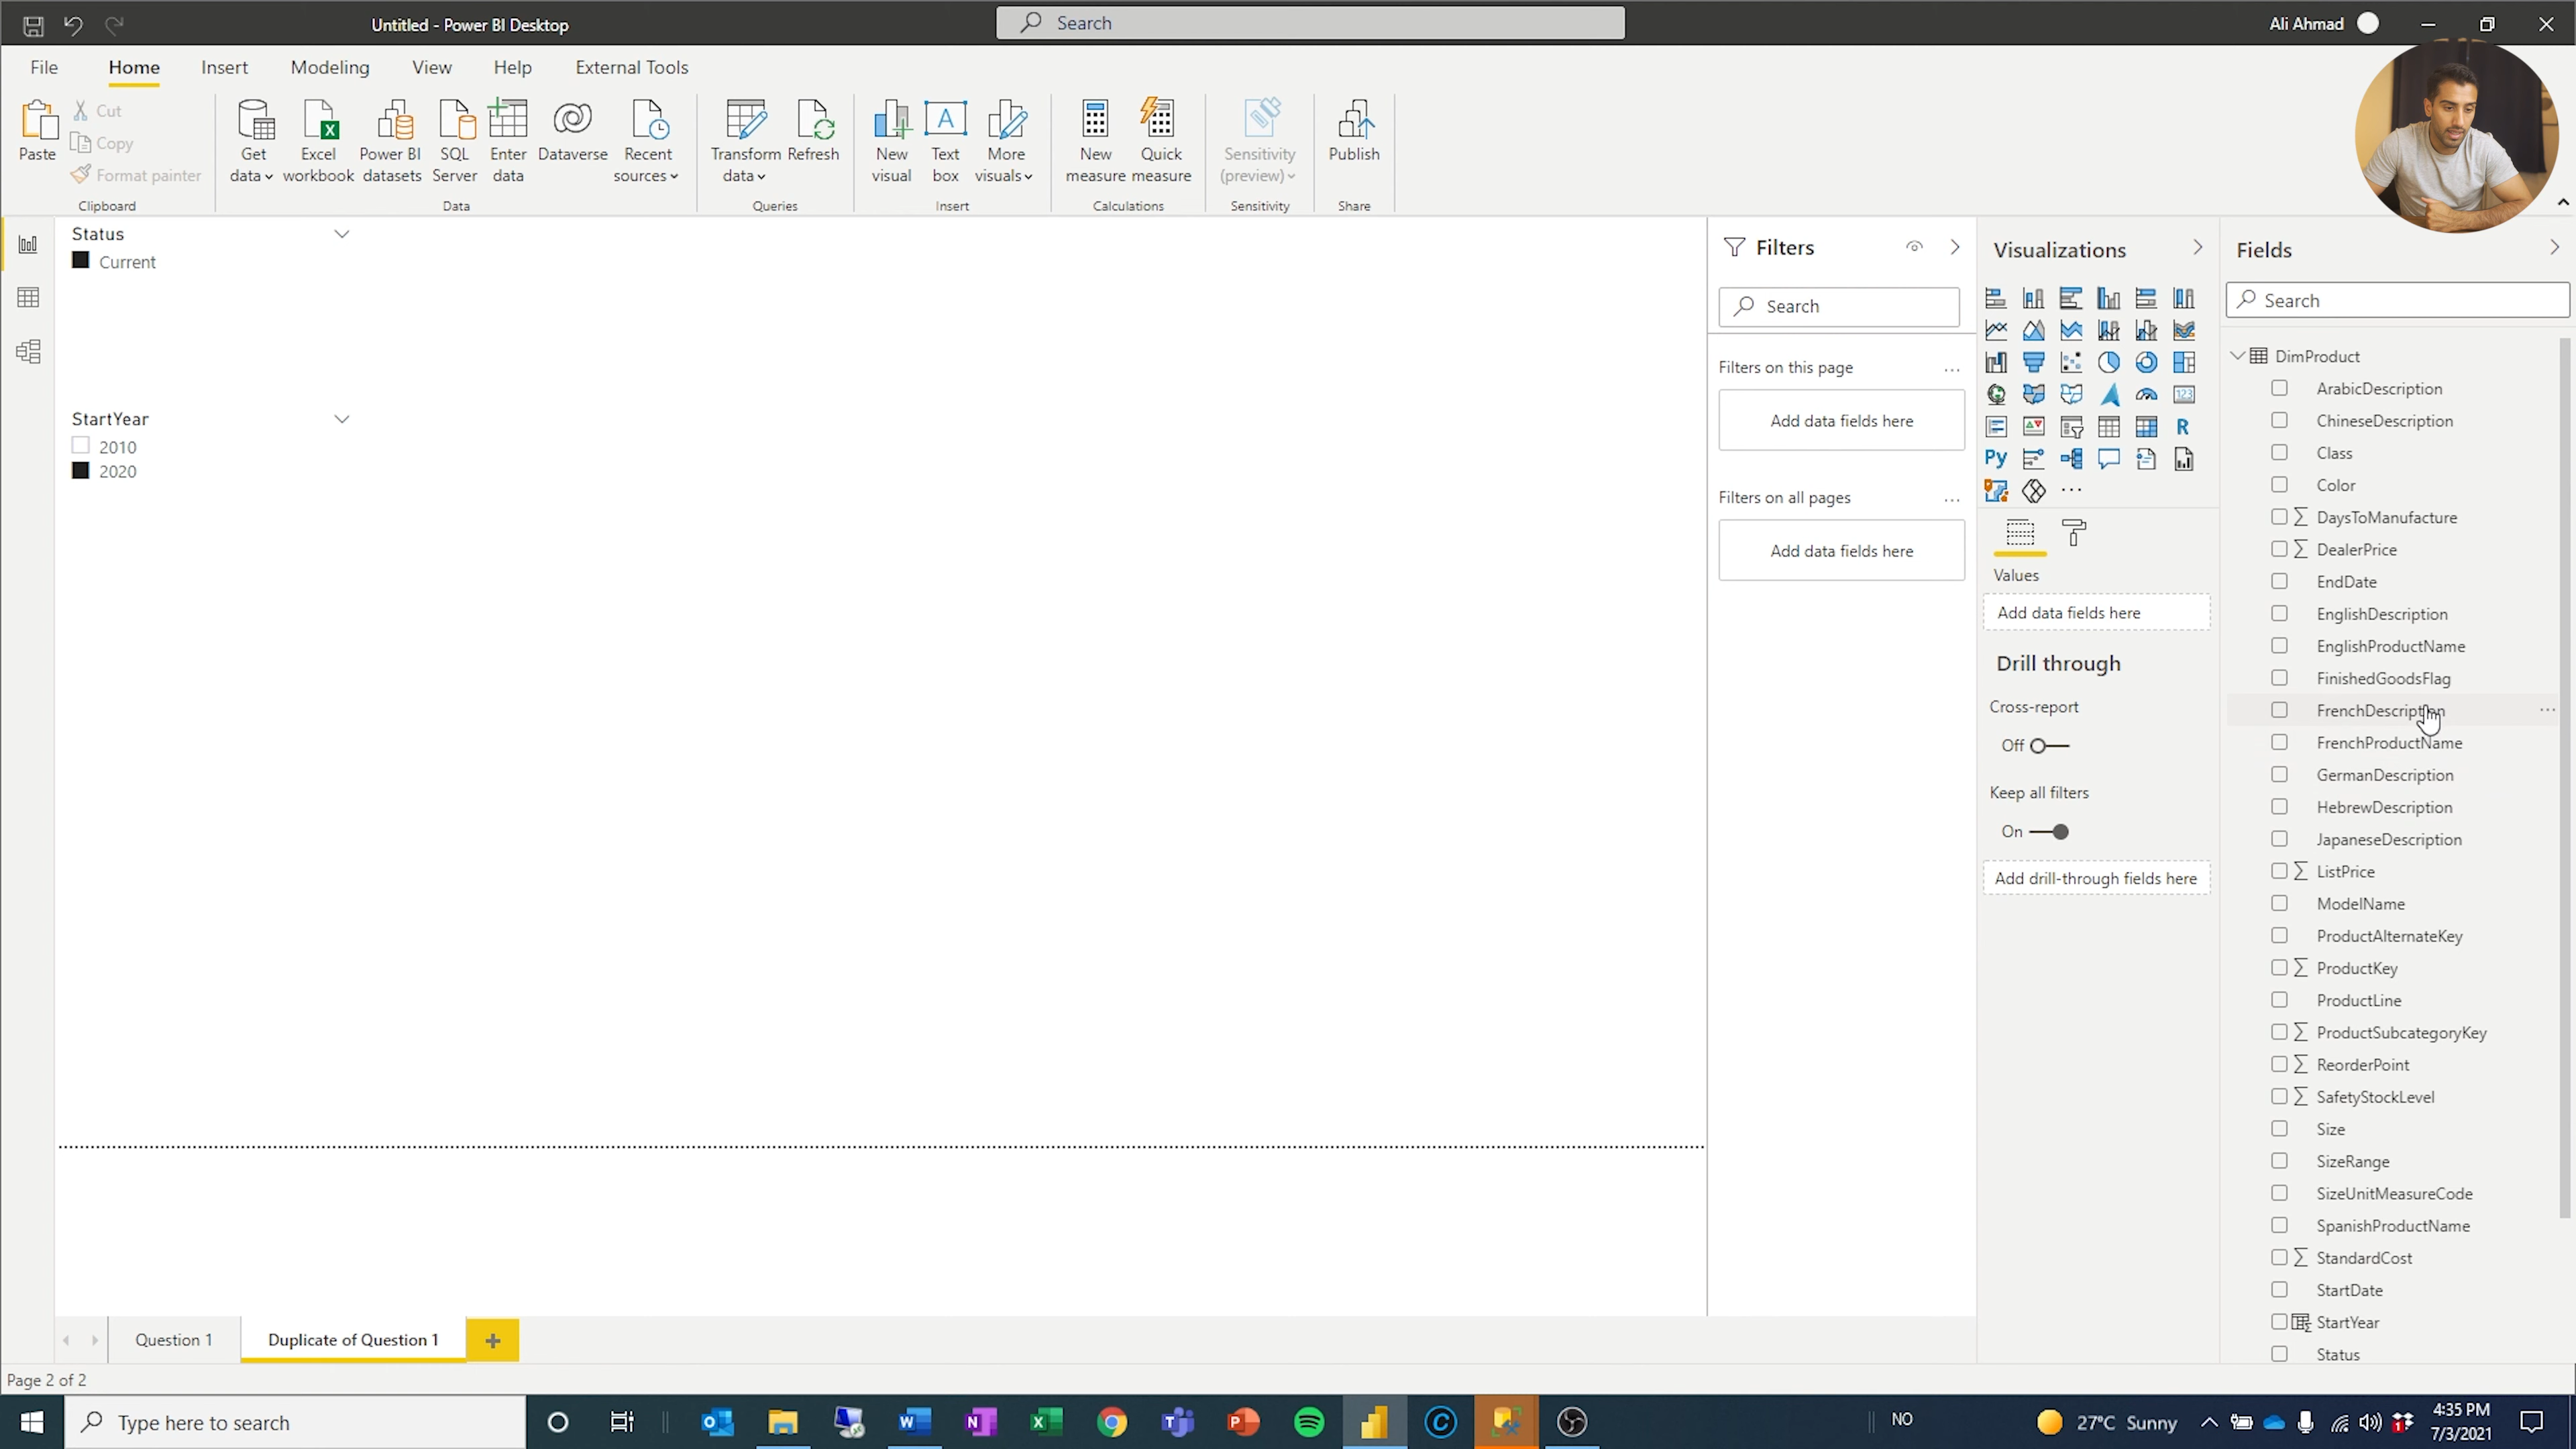 Untitled - Power BI Desktop
Search
Ali Ahmad
File
Home
Insert
Modeling
View
Help
External Tools
Paste
Cut
Copy
Format painter
Clipboard
Get data
Excel workbook
Power BI datasets
SQL Server
Enter data
Dataverse
Recent sources
Data
Transform data
Refresh
Queries
New visual
Text box
More visuals
Insert
New measure
Quick measure
Calculations
Sensitivity (preview)
Sensitivity
Publish
Share
Status
Current
StartYear
2010
2020
Filters
Search
Filters on this page
...
Add data fields here
Filters on all pages
...
Add data fields here
Visualizations
123
R
Py
...
Values
Add data fields here
Drill through
Cross-report
Off
Keep all filters
On
Add drill-through fields here
Fields
Search
DimProduct
ArabicDescription
ChineseDescription
Class
Color
DaysToManufacture
DealerPrice
EndDate
EnglishDescription
EnglishProductName
FinishedGoodsFlag
FrenchDescription
...
FrenchProductName
GermanDescription
HebrewDescription
JapaneseDescription
ListPrice
ModelName
ProductAlternateKey
ProductKey
ProductLine
ProductSubcategoryKey
ReorderPoint
SafetyStockLevel
Size
SizeRange
SizeUnitMeasureCode
SpanishProductName
StandardCost
StartDate
StartYear
Status
Question 1
Duplicate of Question 1
Page 2 of 2
Type here to search
NO
27°C Sunny
4:35 PM
7/3/2021